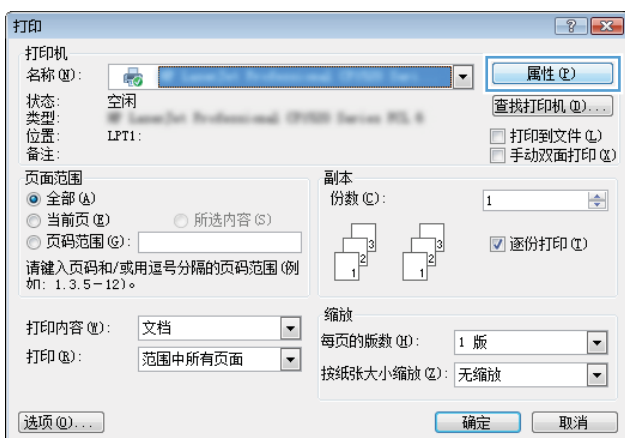 打印
打印机
名称(N):
属性(P)
状态: 空闲
查找打印机(D)...
类型:
位置: LPT1:
打印到文件(L)
备注:
手动双面打印(X)
页面范围
全部(A)
当前页(E) 所选内容(S)
页码范围(G):
请键入页码和/或用逗号分隔的页码范围(例
如: 1.3.5-12)。
副本
份数(C): 1
3
2
1
3
2
1
逐份打印(T)
打印内容(W): 文档
打印(R): 范围中所有页面
缩放
每页的版数(H): 1 版
按纸张大小缩放(Z): 无缩放
选项(O)...
确定 取消